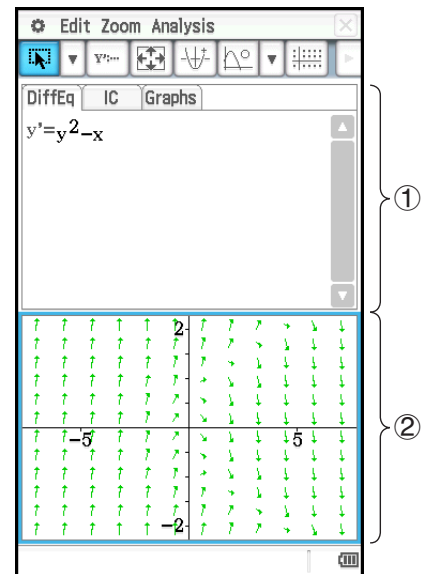 Edit Zoom Analysis
Y':···
DiffEq IC Graphs
y'=y²-x
①
2
-5 5
②
-2